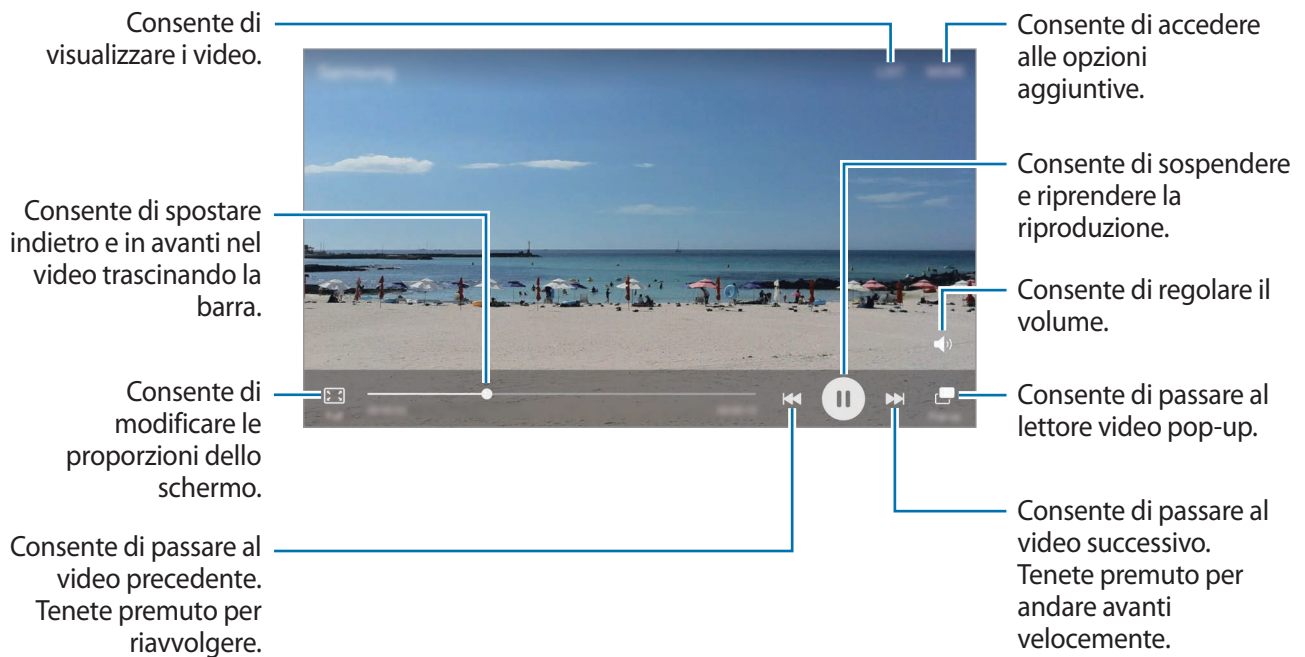 Consente di
visualizzare i video.
Consente di spostare
indietro e in avanti nel
video trascinando la
barra.
Consente di
modificare le
proporzioni dello
schermo.
Consente di passare al
video precedente.
Tenete premuto per
riavvolgere.
Consente di accedere
alle opzioni
aggiuntive.
Consente di sospendere
e riprendere la
riproduzione.
Consente di regolare il
volume.
Consente di passare al
lettore video pop-up.
Consente di passare al
video successivo.
Tenete premuto per
andare avanti
velocemente.